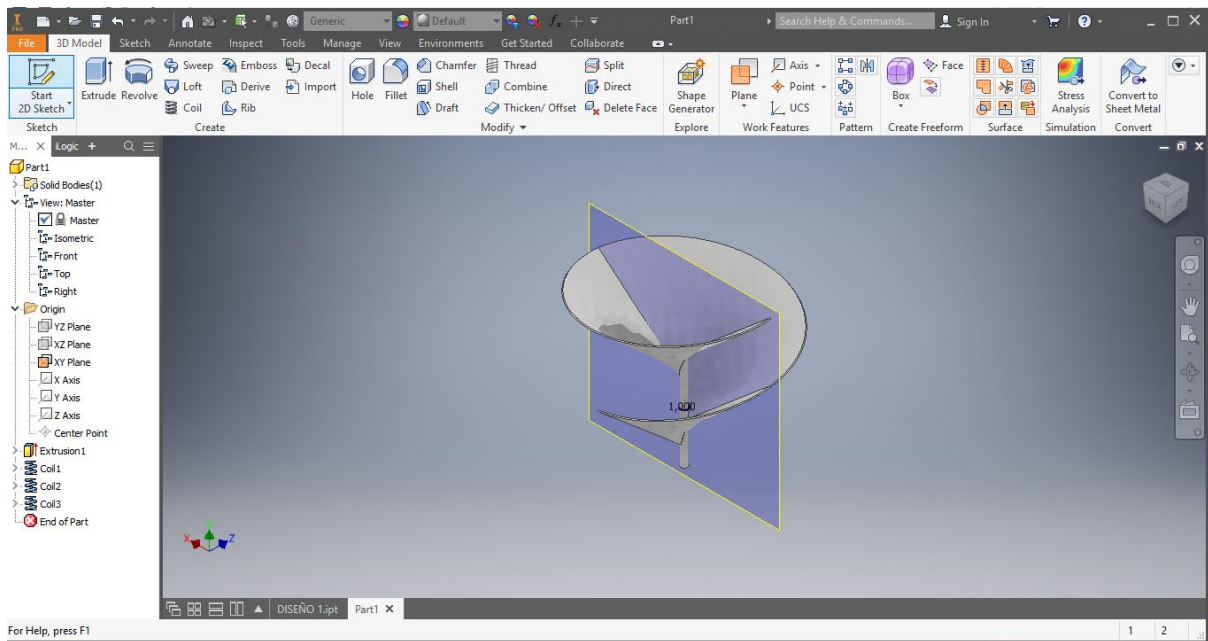 PRO
Generic
Default
Part1
Search Help & Commands...
Sign In
File 3D Model Sketch Annotate Inspect Tools Manage View Environments Get Started Collaborate
Start
2D Sketch
Extrude Revolve
Sweep Emboss Decal
Loft Derive Import
Coil Rib
Hole Fillet
Chamfer Thread Split
Shell Combine Direct
Draft Thicken/ Offset Delete Face
Shape
Generator
Plane
Axis
Point
UCS
Box
Face
Stress
Analysis
Convert to
Sheet Metal
Sketch Create Modify Explore Work Features Pattern Create Freeform Surface Simulation Convert
M... iLogic +
Part1
Solid Bodies(1)
View: Master
Master
Isometric
Front
Top
Right
Origin
YZ Plane
XZ Plane
XY Plane
X Axis
Y Axis
Z Axis
Center Point
Extrusion1
Coil1
Coil2
Coil3
End of Part
1,000
X Z
DISEÑO 1.ipt Part1
For Help, press F1
1 2